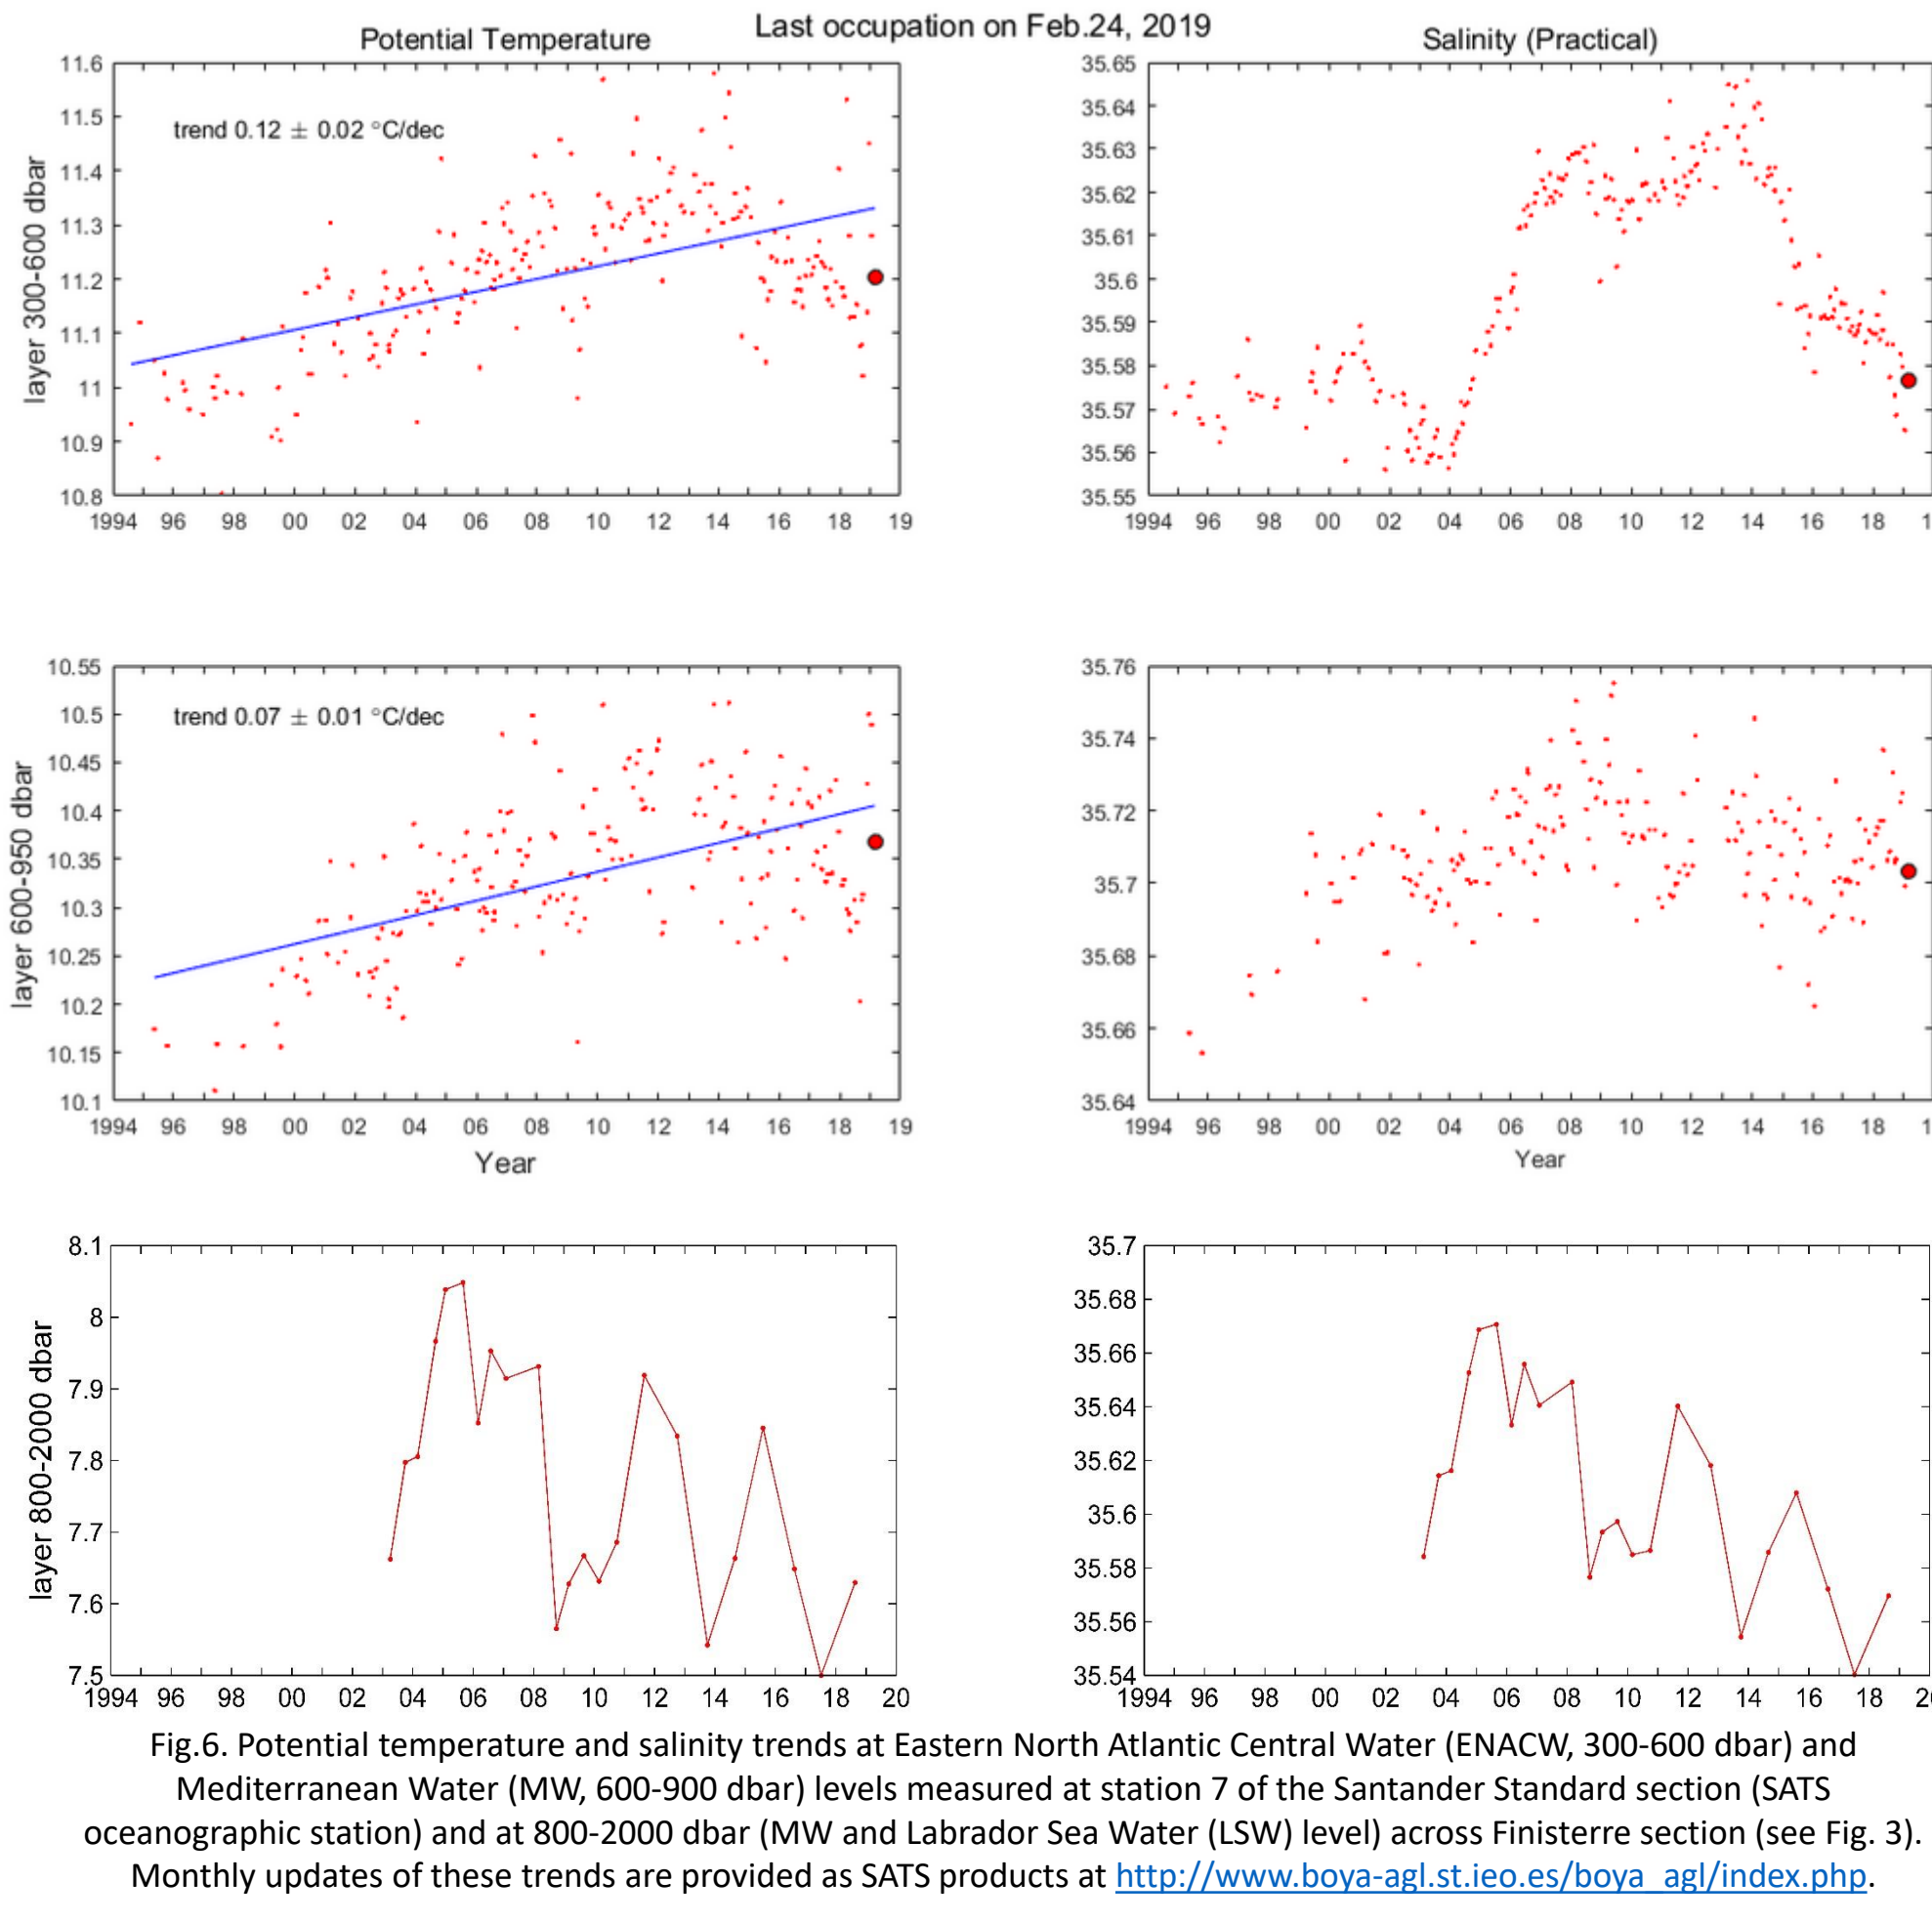 Last occupation on Feb.24, 2019
Potential Temperature
Salinity (Practical)
layer 300-600 dbar
11.6
11.5
11.4
11.3
11.2
11.1
11
10.9
10.8
trend 0.12 ± 0.02 °C/dec
1994 96 98 00 02 04 06 08 10 12 14 16 18 19
35.65
35.64
35.63
35.62
35.61
35.6
35.59
35.58
35.57
35.56
35.55
1994 96 98 00 02 04 06 08 10 12 14 16 18
layer 600-950 dbar
10.55
10.5
10.45
10.4
10.35
10.3
10.25
10.2
10.15
10.1
trend 0.07 ± 0.01 °C/dec
1994 96 98 00 02 04 06 08 10 12 14 16 18 19
Year
35.76
35.74
35.72
35.7
35.68
35.66
35.64
1994 96 98 00 02 04 06 08 10 12 14 16 18
Year
layer 800-2000 dbar
8.1
8
7.9
7.8
7.7
7.6
7.5
1994 96 98 00 02 04 06 08 10 12 14 16 18 20
35.7
35.68
35.66
35.64
35.62
35.6
35.58
35.56
35.54
1994 96 98 00 02 04 06 08 10 12 14 16 18
Fig.6. Potential temperature and salinity trends at Eastern North Atlantic Central Water (ENACW, 300-600 dbar) and
Mediterranean Water (MW, 600-900 dbar) levels measured at station 7 of the Santander Standard section (SATS
oceanographic station) and at 800-2000 dbar (MW and Labrador Sea Water (LSW) level) across Finisterre section (see Fig. 3).
Monthly updates of these trends are provided as SATS products at http://www.boya-agl.st.ieo.es/boya_agl/index.php.